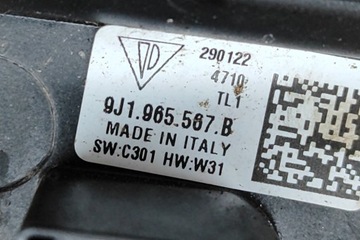 290122
4710
TL1
9J1.965.567.B
MADE IN ITALY
SW:C301 HW:W31